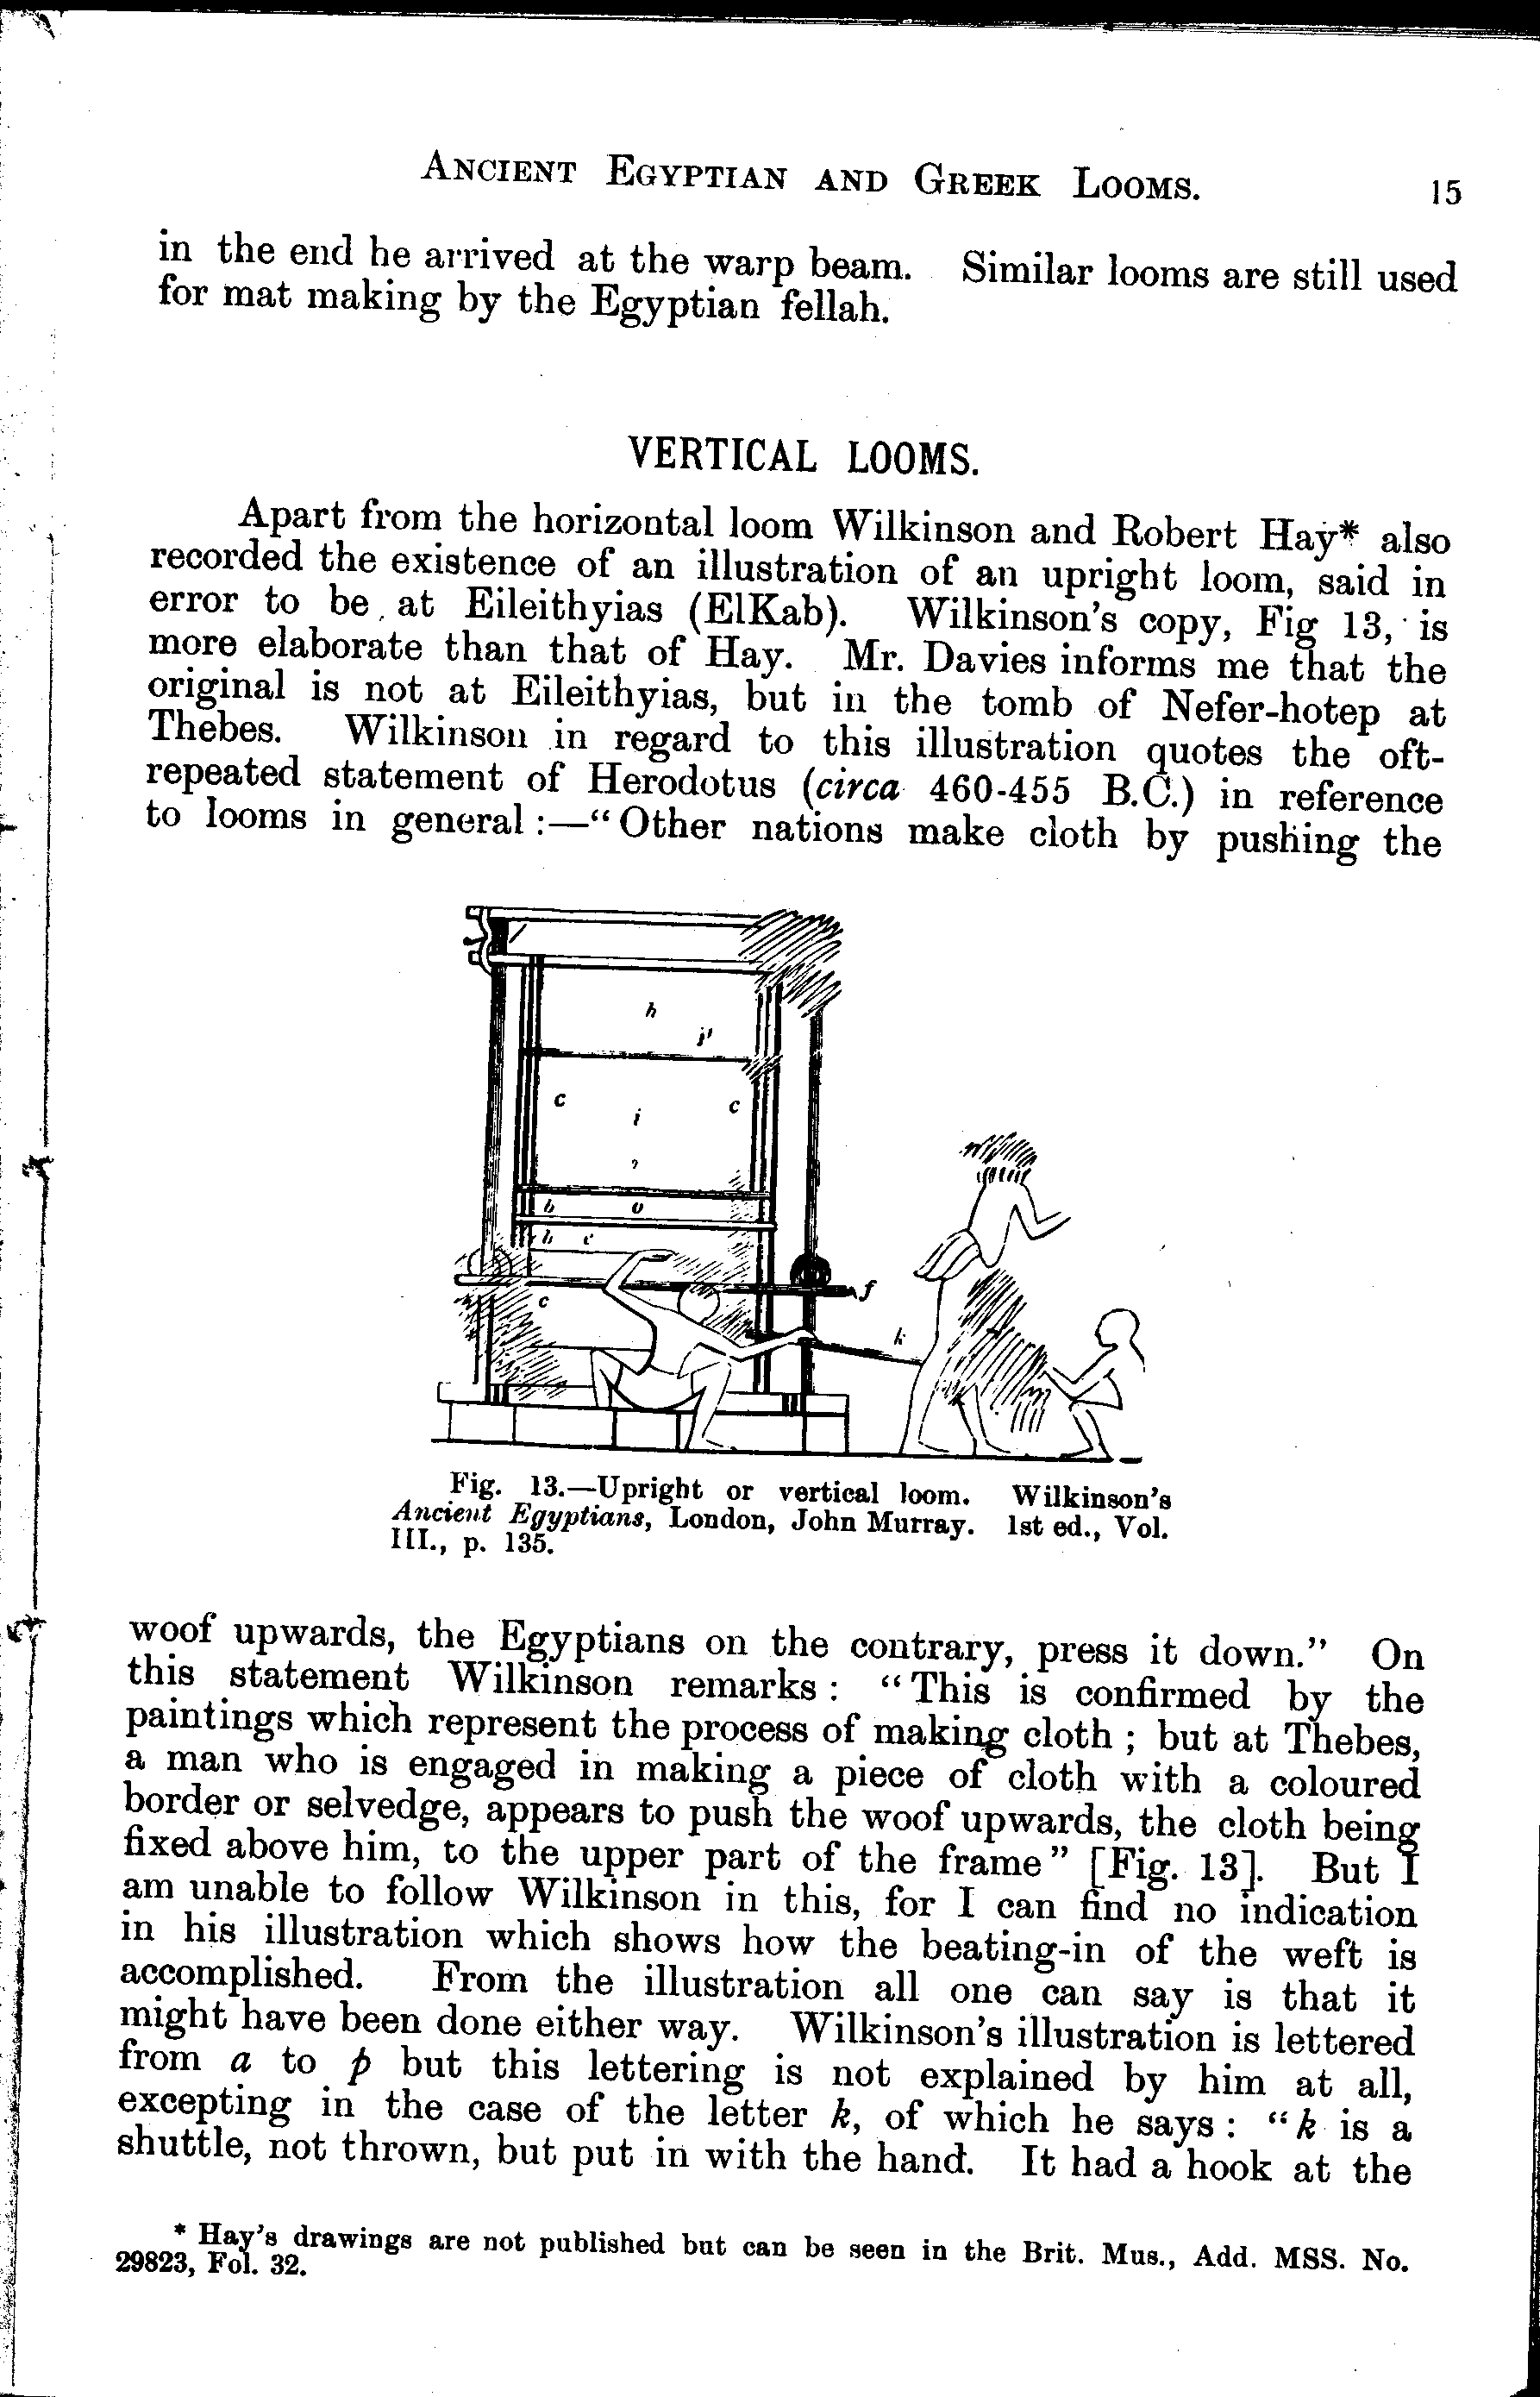 ANCIENT EGYPTIAN AND GREEK LOOMS. 15
in the end he arrived at the warp beam. Similar looms are still used
for mat making by the Egyptian fellah.
VERTICAL LOOMS.
Apart from the horizontal loom Wilkinson and Robert Hay* also
recorded the existence of an illustration of an upright loom, said in
error to be at Eileithyias (ElKab). Wilkinson's copy, Fig 13, is
more elaborate than that of Hay. Mr. Davies informs me that the
original is not at Eileithyias, but in the tomb of Nefer-hotep at
Thebes. Wilkinson in regard to this illustration quotes the oft-
repeated statement of Herodotus (circa 460-455 B.C.) in reference
to looms in general :—"Other nations make cloth by pushing the
h
i'
c i c
?
b o
b c
f
c
k
Fig. 13.—Upright or vertical loom. Wilkinson's
Ancient Egyptians, London, John Murray. 1st ed., Vol.
III., p. 135.
woof upwards, the Egyptians on the contrary, press it down." On
this statement Wilkinson remarks : "This is confirmed by the
paintings which represent the process of making cloth ; but at Thebes,
a man who is engaged in making a piece of cloth with a coloured
border or selvedge, appears to push the woof upwards, the cloth being
fixed above him, to the upper part of the frame" [Fig. 13]. But I
am unable to follow Wilkinson in this, for I can find no indication
in his illustration which shows how the beating-in of the weft is
accomplished. From the illustration all one can say is that it
might have been done either way. Wilkinson's illustration is lettered
from a to p but this lettering is not explained by him at all,
excepting in the case of the letter k, of which he says : "k is a
shuttle, not thrown, but put in with the hand. It had a hook at the
* Hay's drawings are not published but can be seen in the Brit. Mus., Add. MSS. No.
29823, Fol. 32.